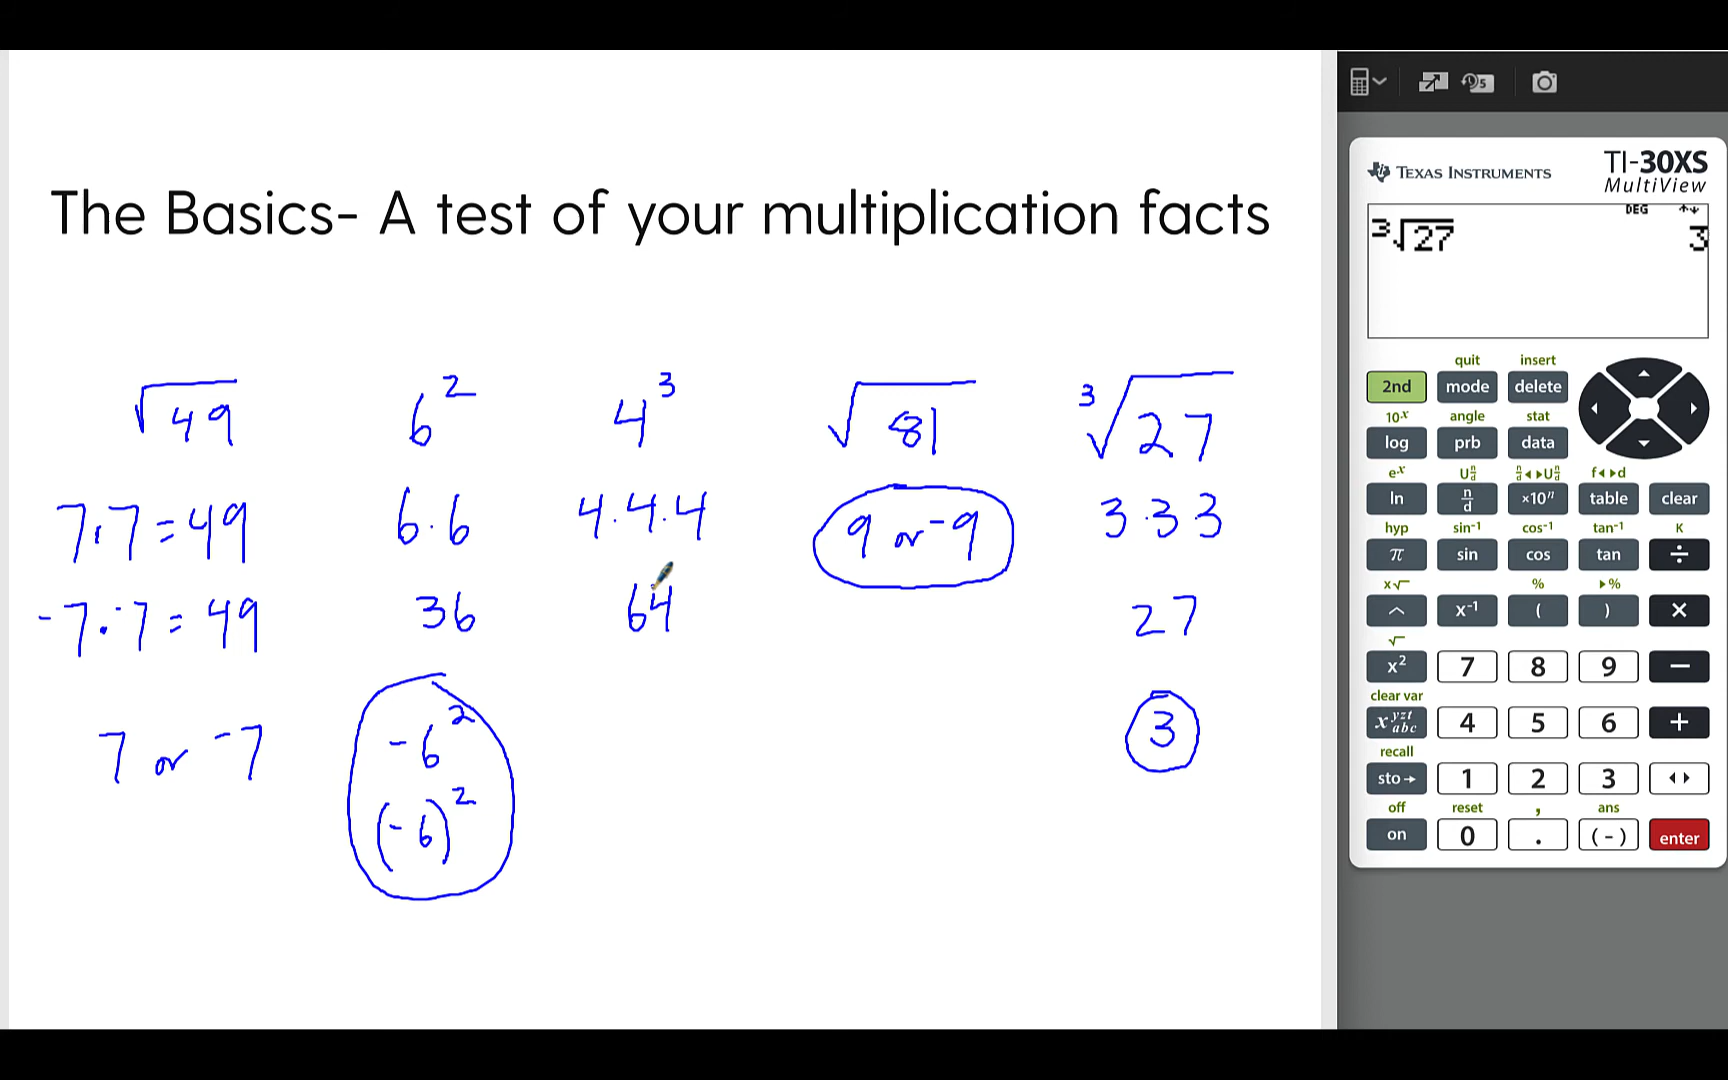 The Basics- A test of your multiplication facts
√49
7·7=49
-7·-7=49
7 or -7
6²
6·6
36
-6²
(-6)²
4³
4·4·4
64
√81
9 or -9
³√27
3·3·3
27
3
TEXAS INSTRUMENTS
TI-30XS
MultiView
DEG
³√27 3
quit insert
2nd mode delete
10ˣ angle stat
log prb data
eˣ U n/d n/d◄►U n/d f◄►d
ln n/d ×10ⁿ table clear
hyp sin⁻¹ cos⁻¹ tan⁻¹ K
π sin cos tan ÷
x√ % ►%
^ x⁻¹ ( ) ×
√
x² 7 8 9 −
clear var
x yzt abc 4 5 6 +
recall
sto→ 1 2 3 ◄►
off reset , ans
on 0 . (-) enter